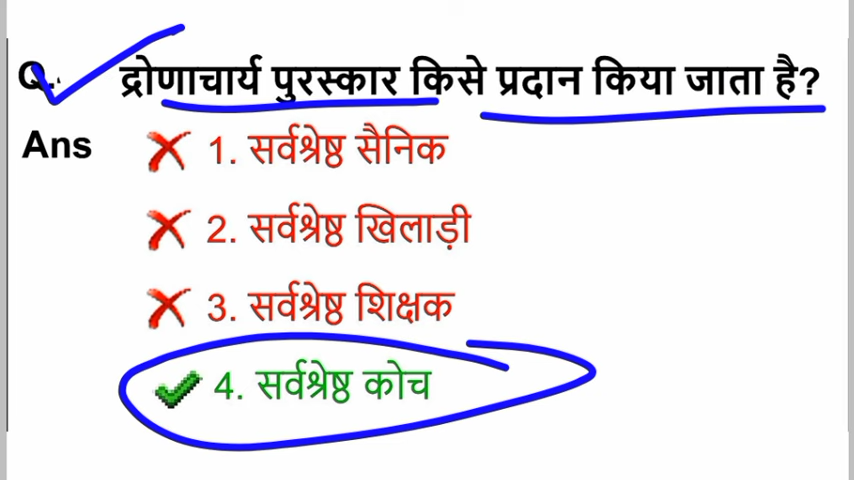 Q. द्रोणाचार्य पुरस्कार किसे प्रदान किया जाता है?
Ans 1. सर्वश्रेष्ठ सैनिक
2. सर्वश्रेष्ठ खिलाड़ी
3. सर्वश्रेष्ठ शिक्षक
4. सर्वश्रेष्ठ कोच